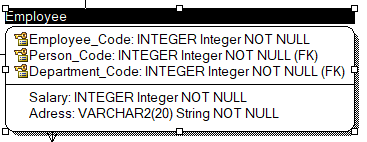 Employee
Employee_Code: INTEGER Integer NOT NULL
Person_Code: INTEGER Integer NOT NULL (FK)
Department_Code: INTEGER Integer NOT NULL (FK)
Salary: INTEGER Integer NOT NULL
Adress: VARCHAR2(20) String NOT NULL